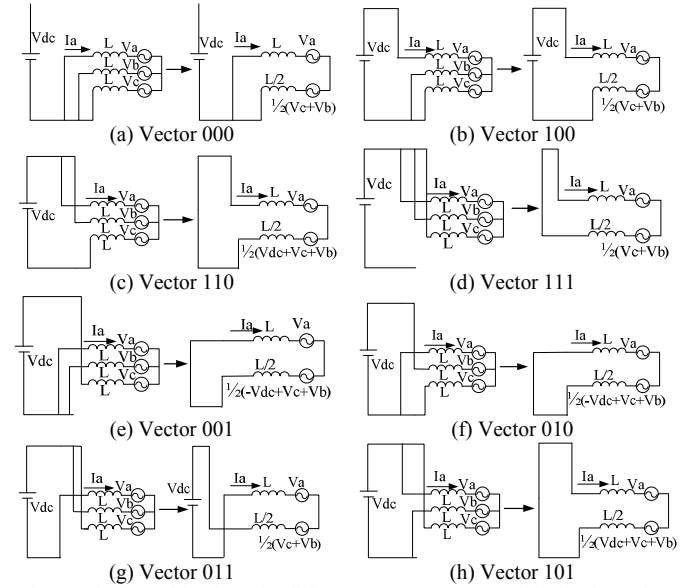 Vdc Ia L Va L Vb L Vc
Vdc Ia L Va L/2 ½(Vc+Vb)
(a) Vector 000
Vdc Ia L Va L Vb L Vc
Vdc Ia L Va L/2 ½(Vc+Vb)
(b) Vector 100
Vdc Ia Va L Vb L Vc L
Ia L Va L/2 ½(Vdc+Vc+Vb)
(c) Vector 110
Vdc Ia Va L Vb L Vc L
Ia L Va L/2 ½(Vc+Vb)
(d) Vector 111
Vdc Ia Va L Vb L Vc L
Ia L Va L/2 ½(-Vdc+Vc+Vb)
(e) Vector 001
Vdc Ia Va L Vb L Vc L
Ia L Va L/2 ½(-Vdc+Vc+Vb)
(f) Vector 010
Vdc Ia Va L Vb L Vc L
Vdc Ia L Va L/2 ½(Vc+Vb)
(g) Vector 011
Vdc Ia Va L Vb L Vc L
Ia L Va L/2 ½(Vdc+Vc+Vb)
(h) Vector 101